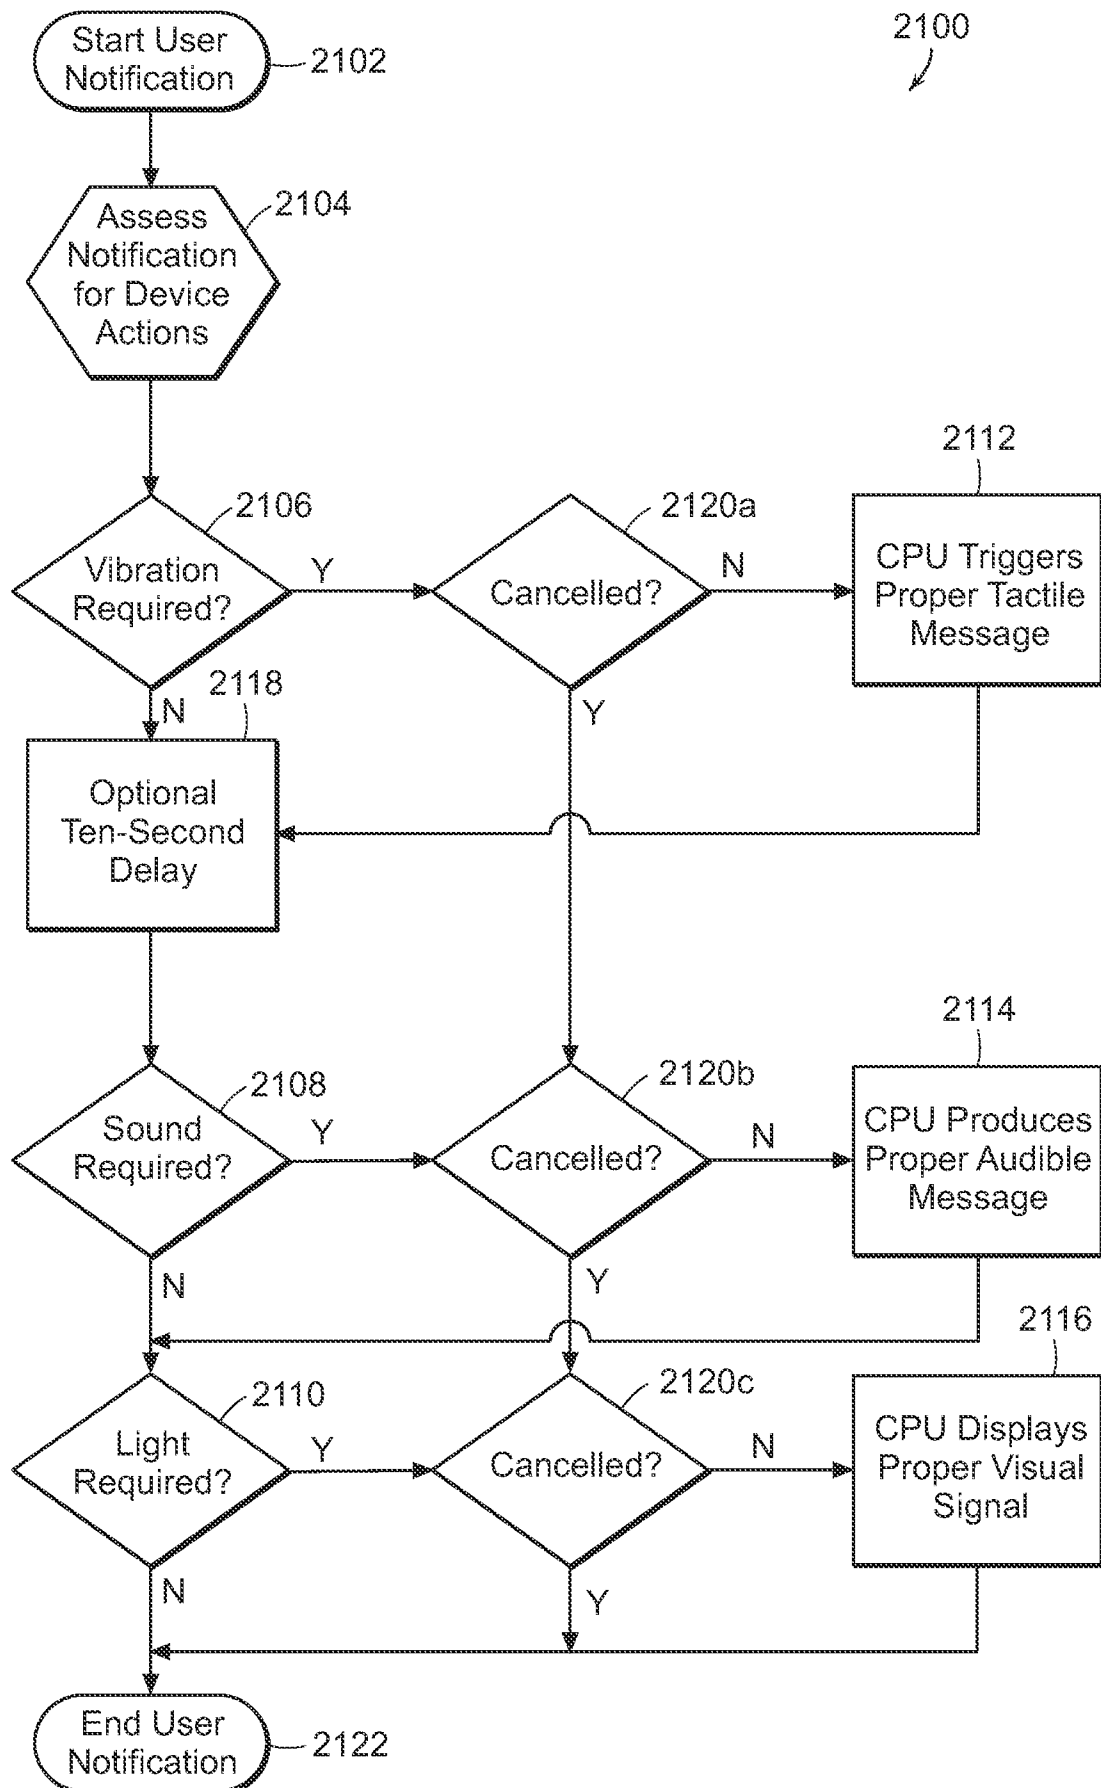 2100
Start User
Notification
2102
Assess
Notification
for Device
Actions
2104
Vibration
Required?
2106
Y
N
Cancelled?
2120a
N
Y
2112
CPU Triggers
Proper Tactile
Message
2118
Optional
Ten-Second
Delay
Sound
Required?
2108
Y
N
Cancelled?
2120b
N
Y
2114
CPU Produces
Proper Audible
Message
Light
Required?
2110
Y
N
Cancelled?
2120c
N
Y
2116
CPU Displays
Proper Visual
Signal
End User
Notification
2122